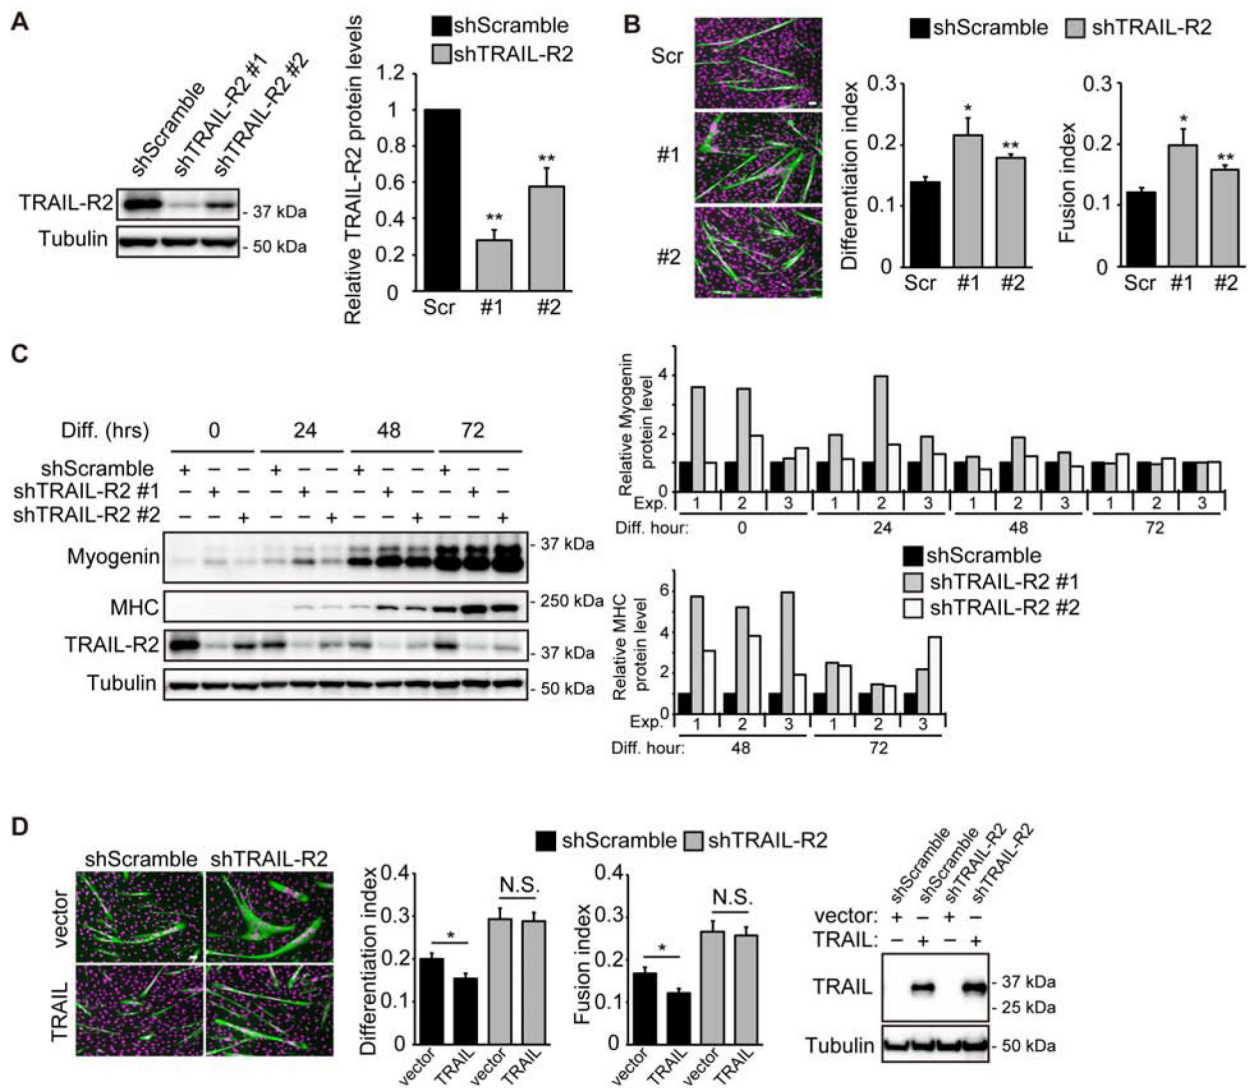 A
shScramble
shTRAIL-R2 #1
shTRAIL-R2 #2
TRAIL-R2
- 37 kDa
Tubulin
- 50 kDa
shScramble
shTRAIL-R2
Relative TRAIL-R2 protein levels
1.2
1
0.8
0.6
0.4
0.2
0
**
**
Scr #1 #2
B
Scr
#1
#2
shScramble shTRAIL-R2
Differentiation index
0.3
0.2
0.1
0
*
**
Scr #1 #2
Fusion index
0.3
0.2
0.1
0
*
**
Scr #1 #2
C
Diff. (hrs) 0 24 48 72
shScramble + – – + – – + – – + – –
shTRAIL-R2 #1 – + – – + – – + – – + –
shTRAIL-R2 #2 – – + – – + – – + – – +
Myogenin
- 37 kDa
MHC
- 250 kDa
TRAIL-R2
- 37 kDa
Tubulin
- 50 kDa
Relative Myogenin
protein level
4
2
0
Exp. 1 2 3 1 2 3 1 2 3 1 2 3
Diff. hour: 0 24 48 72
shScramble
shTRAIL-R2 #1
shTRAIL-R2 #2
Relative MHC
protein level
6
4
2
0
Exp. 1 2 3 1 2 3
Diff. hour: 48 72
D
shScramble shTRAIL-R2
vector
TRAIL
shScramble shTRAIL-R2
Differentiation index
0.4
0.3
0.2
0.1
0
*
N.S.
vector TRAIL vector TRAIL
Fusion index
0.4
0.3
0.2
0.1
0
*
N.S.
vector TRAIL vector TRAIL
shScramble
shScramble
shTRAIL-R2
shTRAIL-R2
vector: + – + –
TRAIL: – + – +
TRAIL
- 37 kDa
- 25 kDa
Tubulin
- 50 kDa